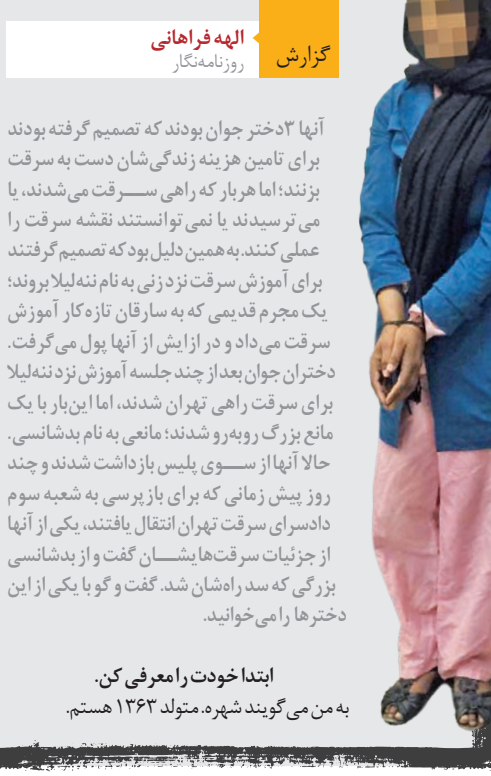 گزارش
الهه فراهانی
روزنامه‌نگار
آنها ۳دختر جوان بودند که تصمیم گرفته بودند
برای تامین هزینه زندگی‌شان دست به سرقت
بزنند؛ اما هربار که راهی سرقت می‌شدند، یا
می‌ترسیدند یا نمی‌توانستند نقشه سرقت را
عملی کنند. به‌همین دلیل بود که تصمیم گرفتند
برای آموزش سرقت نزد زنی به نام ننه‌لیلا بروند؛
یک مجرم قدیمی که به سارقان تازه‌کار آموزش
سرقت می‌داد و در ازایش از آنها پول می‌گرفت.
دختران جوان بعد از چند جلسه آموزش نزد ننه‌لیلا
برای سرقت راهی تهران شدند، اما این‌بار با یک
مانع بزرگ روبه‌رو شدند؛ مانعی به نام بدشانسی.
حالا آنها از سوی پلیس بازداشت شدند و چند
روز پیش زمانی که برای بازپرسی به شعبه سوم
دادسرای سرقت تهران انتقال یافتند، یکی از آنها
از جزئیات سرقت‌هایشان گفت و از بدشانسی
بزرگی که سد راه‌شان شد. گفت و گو با یکی از این
دخترها را می‌خوانید.
ابتدا خودت را معرفی کن.
به من می‌گویند شهره. متولد ۱۳۶۳ هستم.